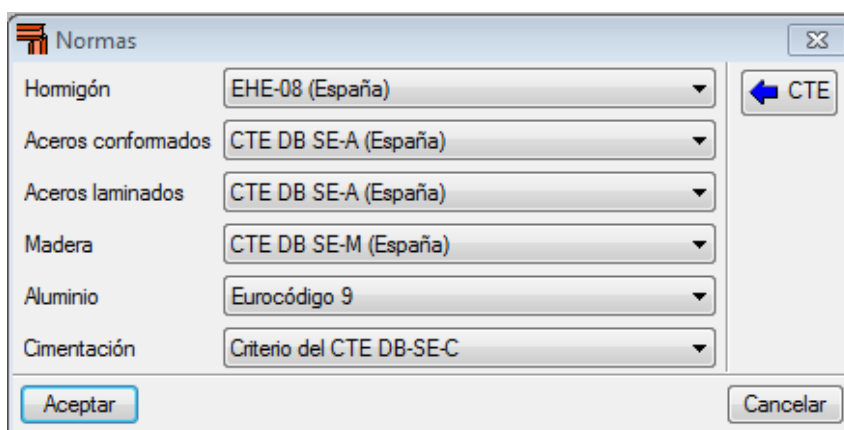 Normas
Hormigón EHE-08 (España) CTE
Aceros conformados CTE DB SE-A (España)
Aceros laminados CTE DB SE-A (España)
Madera CTE DB SE-M (España)
Aluminio Eurocódigo 9
Cimentación Criterio del CTE DB-SE-C
Aceptar Cancelar